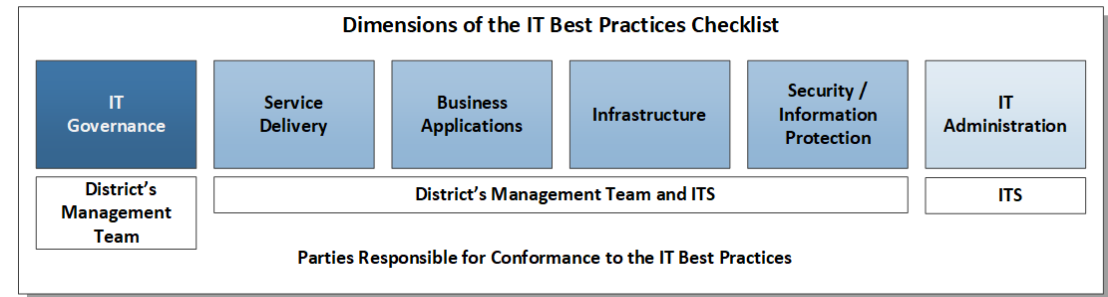 Dimensions of the IT Best Practices Checklist
IT
Governance
Service
Delivery
Business
Applications
Infrastructure
Security /
Information
Protection
IT
Administration
District’s
Management
Team
District’s Management Team and ITS
ITS
Parties Responsible for Conformance to the IT Best Practices